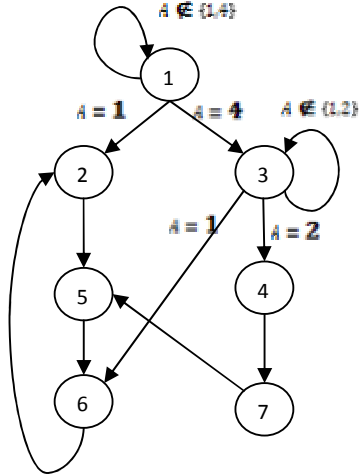 A ∉ {1,4}
1
A = 1
A = 4
A ∉ {1,2}
2
3
A = 1
A = 2
5
4
6
7